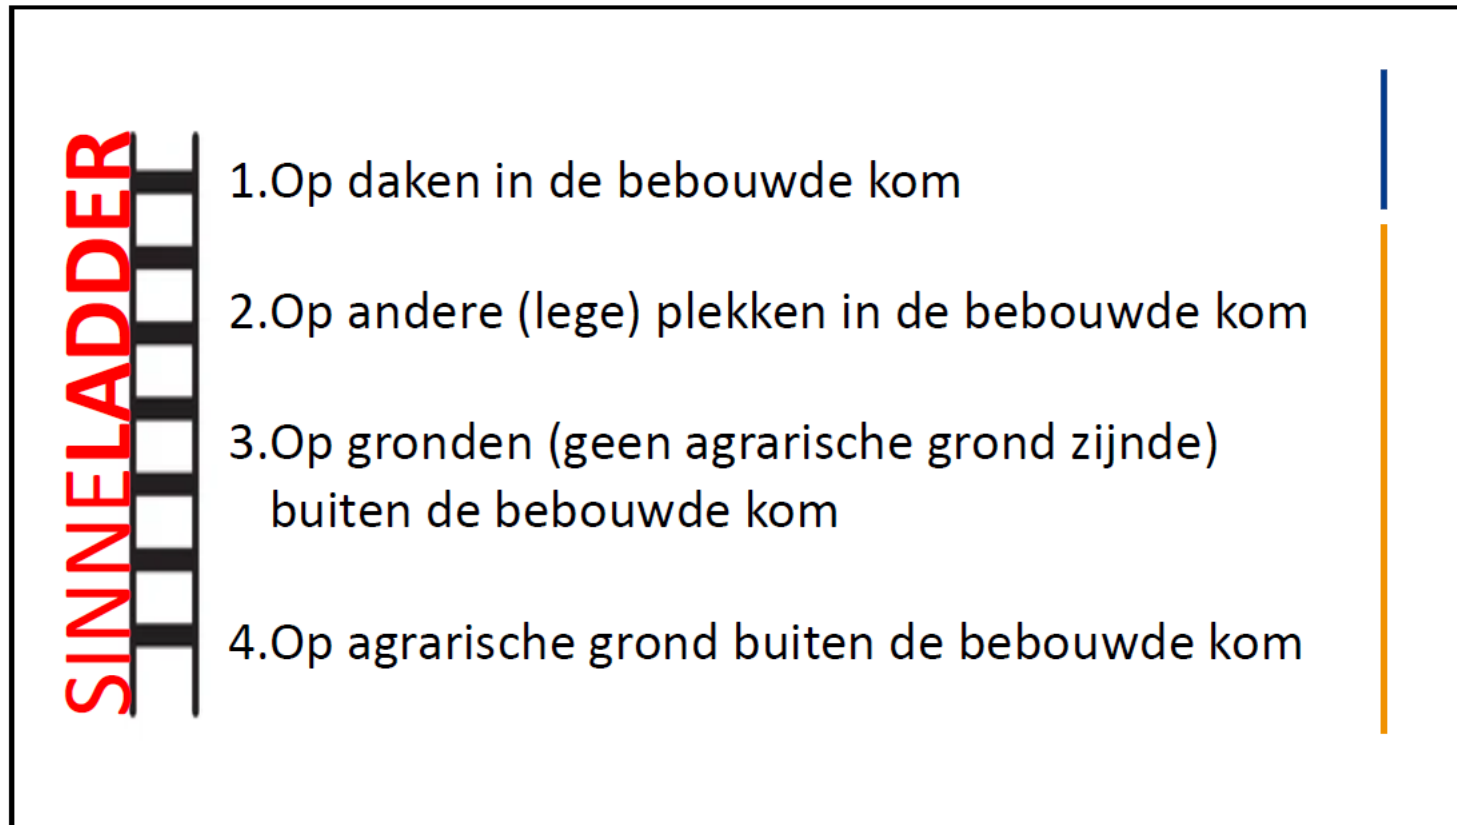 SINNELADDER
1.Op daken in de bebouwde kom
2.Op andere (lege) plekken in de bebouwde kom
3.Op gronden (geen agrarische grond zijnde)
buiten de bebouwde kom
4.Op agrarische grond buiten de bebouwde kom